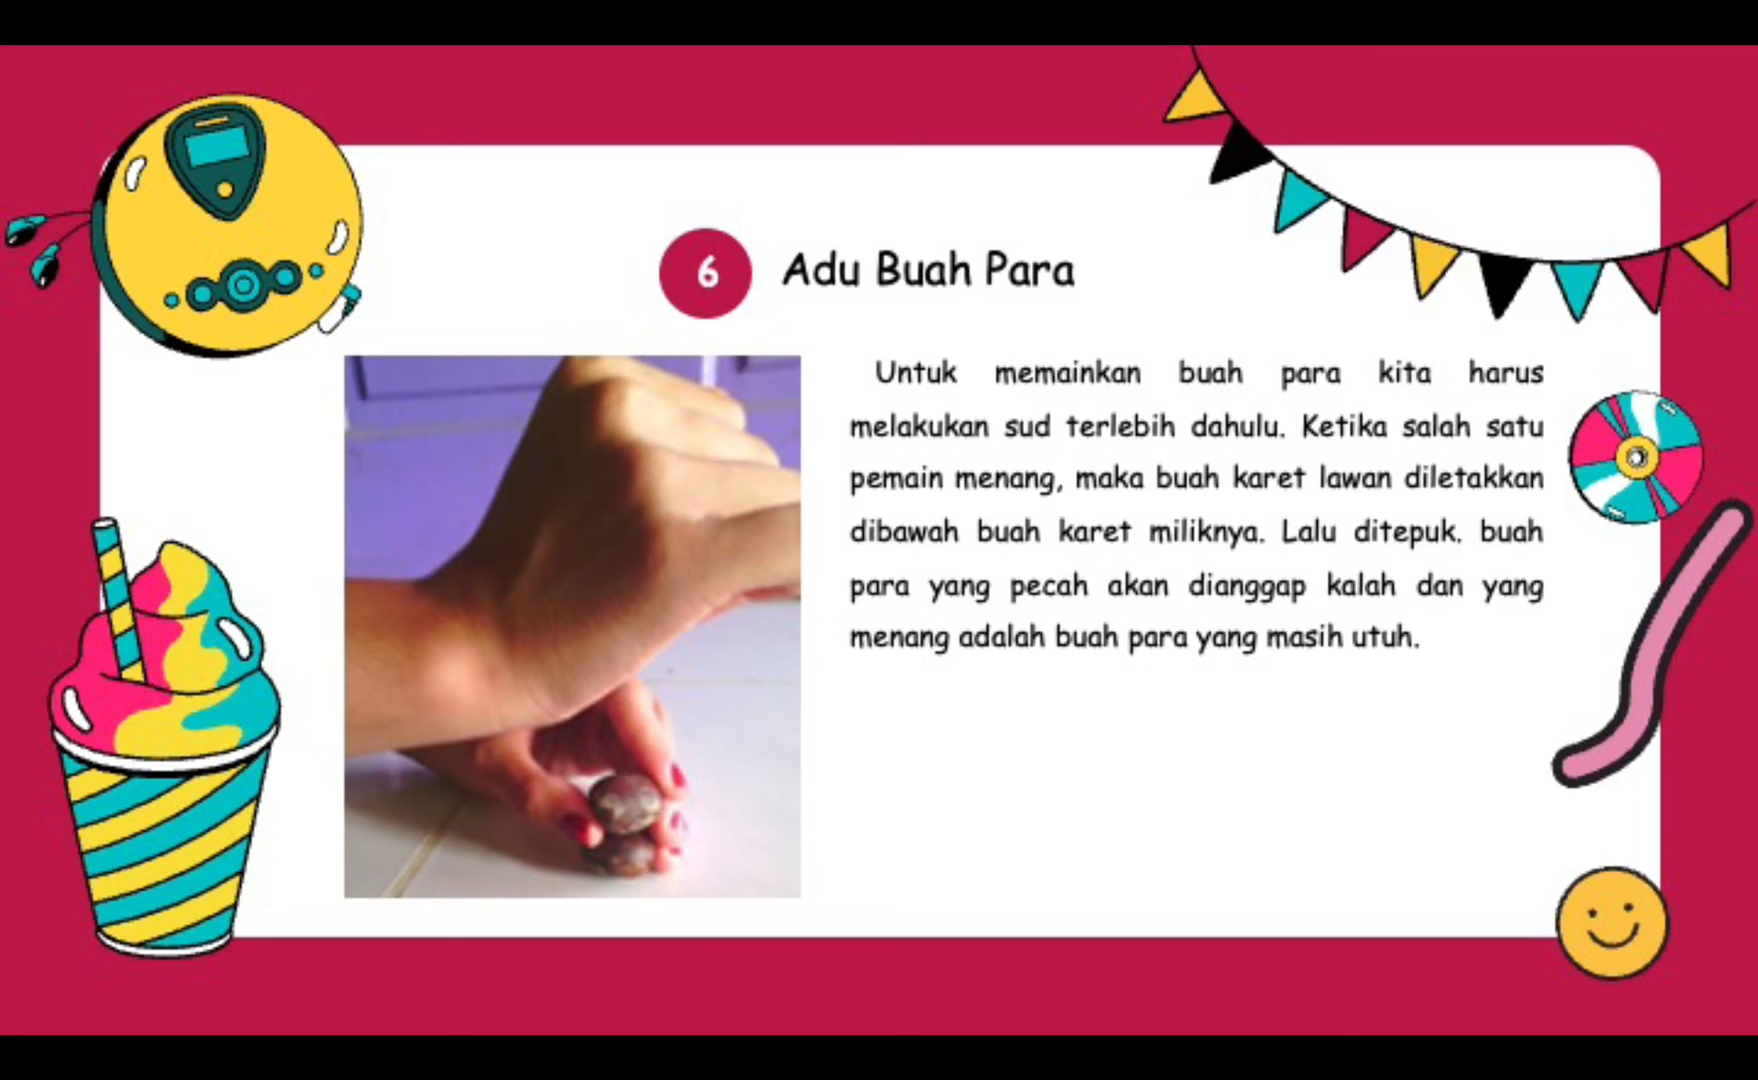 6
Adu Buah Para
Untuk memainkan buah para kita harus
melakukan sud terlebih dahulu. Ketika salah satu
pemain menang, maka buah karet lawan diletakkan
dibawah buah karet miliknya. Lalu ditepuk. buah
para yang pecah akan dianggap kalah dan yang
menang adalah buah para yang masih utuh.